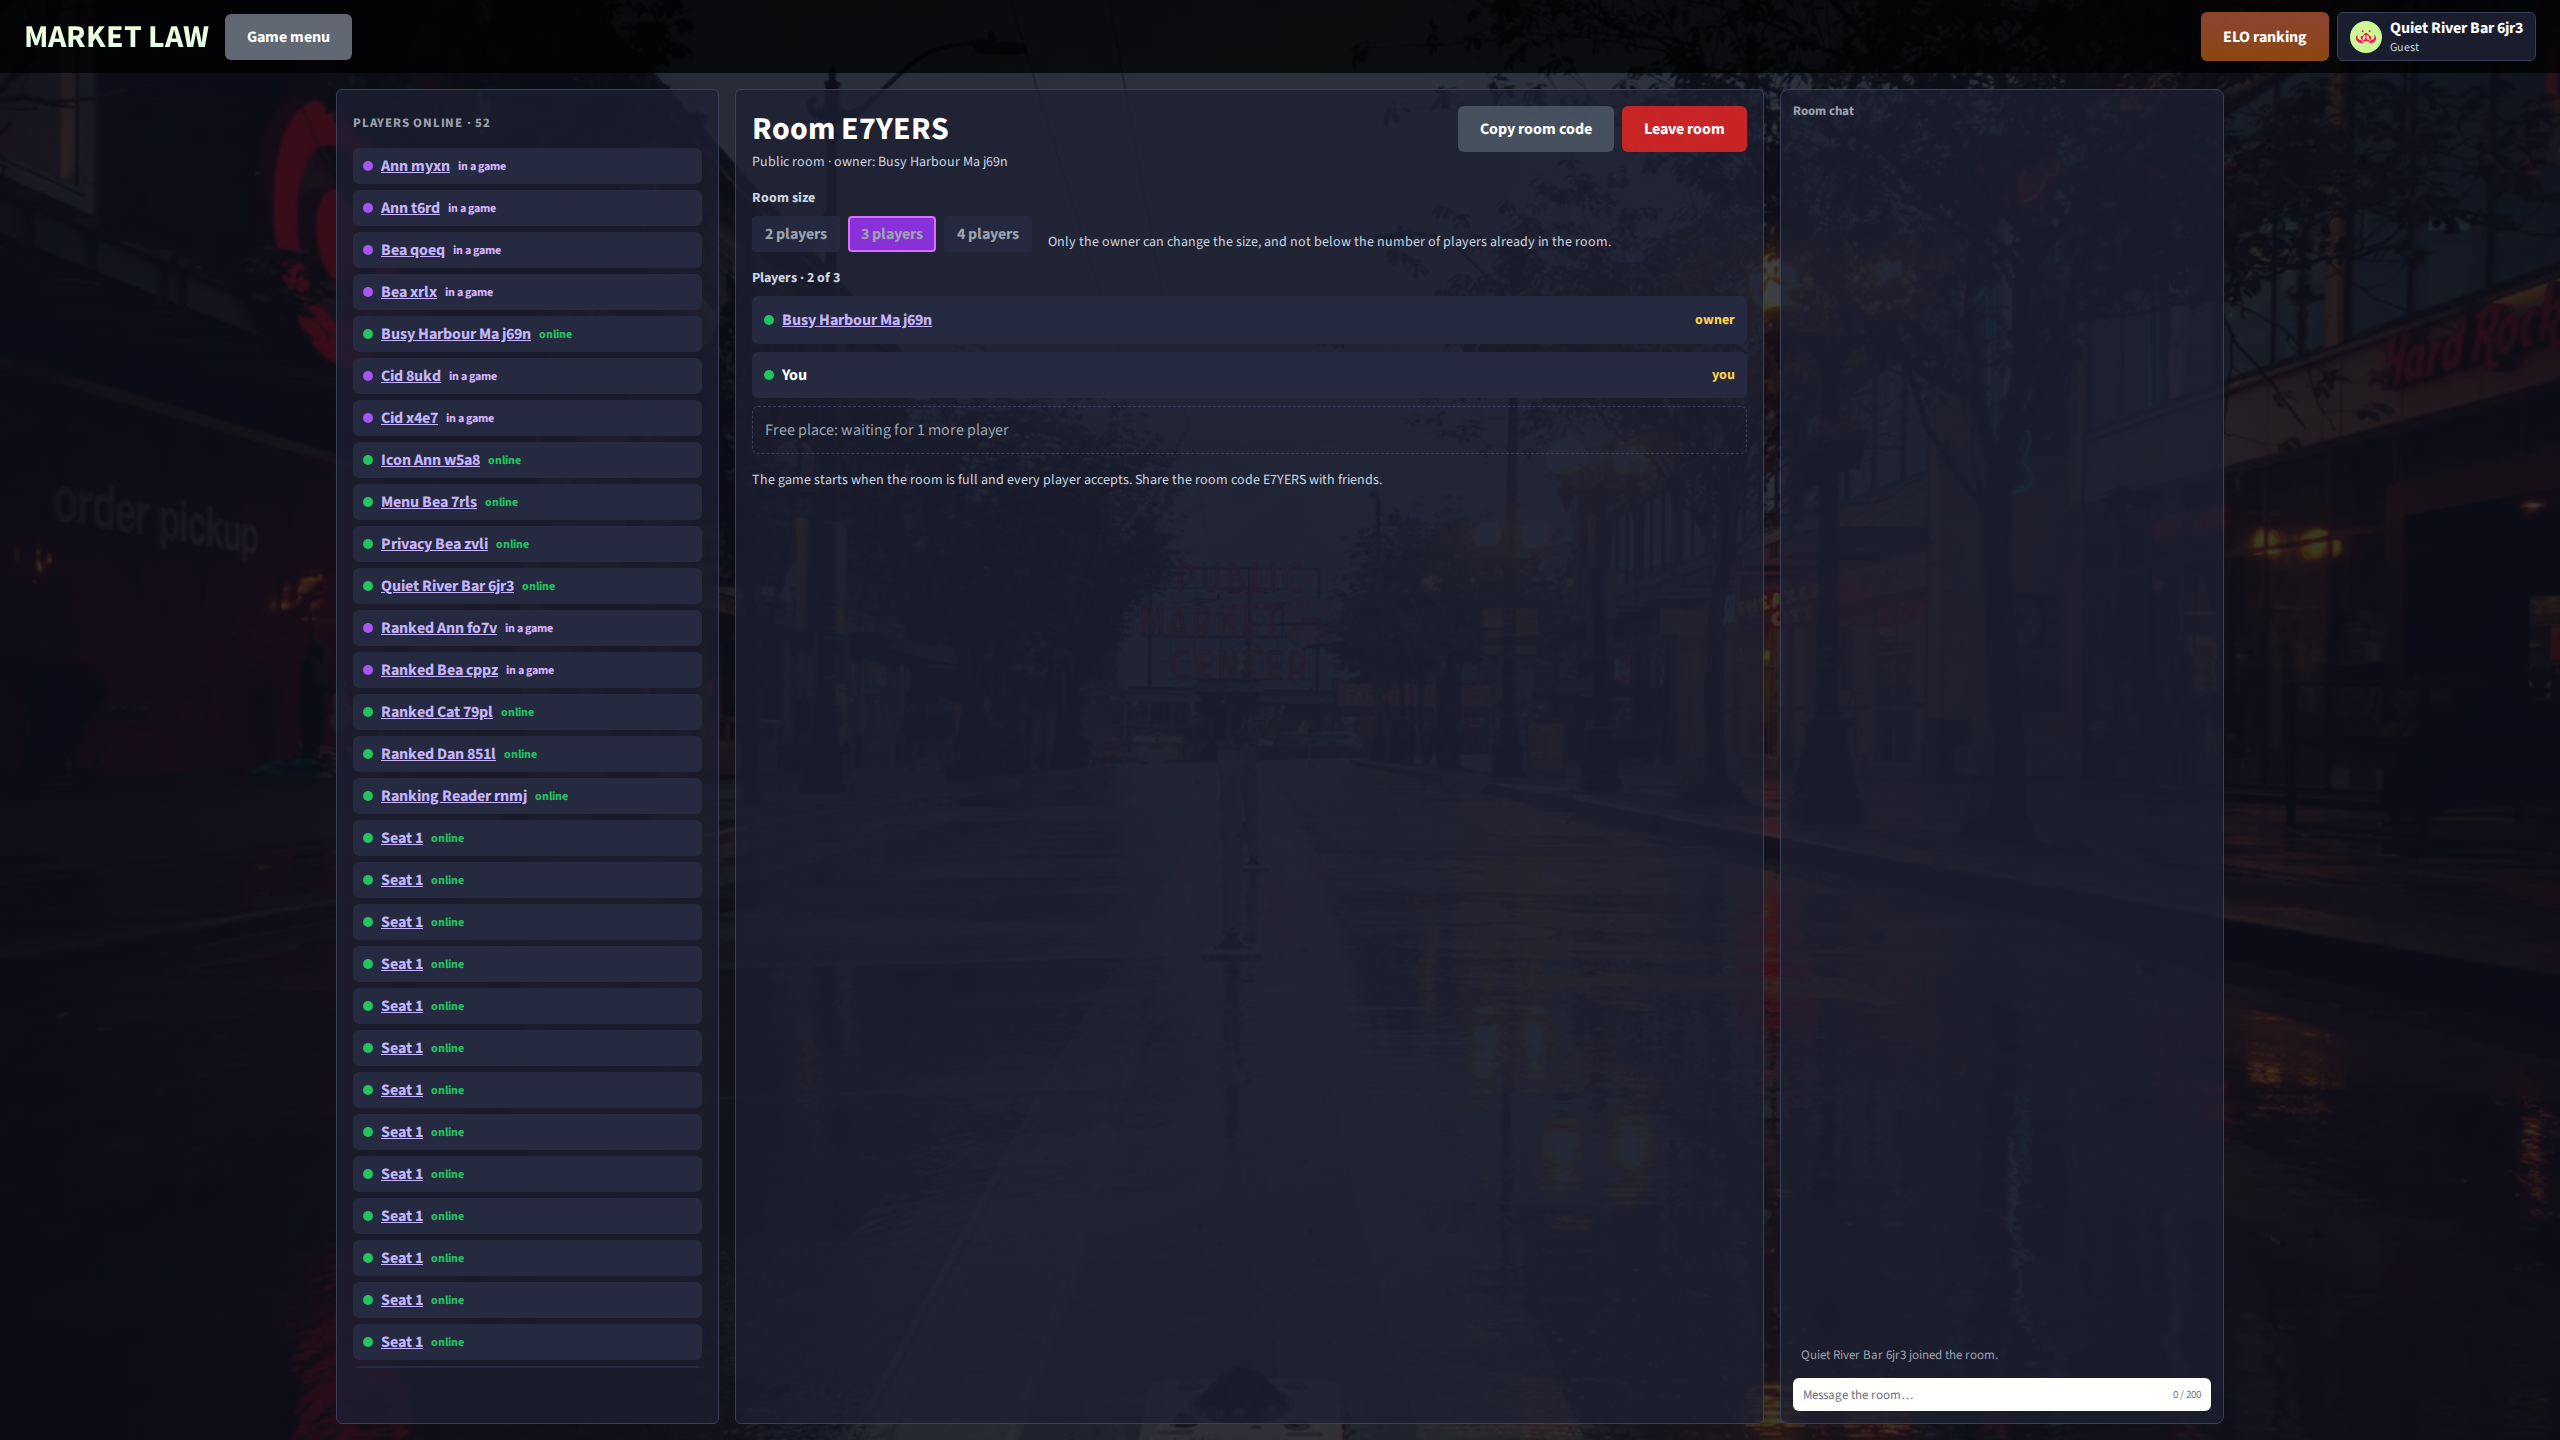 MARKET LAW
Game menu
ELO ranking
Quiet River Bar 6jr3
Guest
PLAYERS ONLINE · 52
Ann myxn in a game
Ann t6rd in a game
Bea qoeq in a game
Bea xrlx in a game
Busy Harbour Ma j69n online
Cid 8ukd in a game
Cid x4e7 in a game
Icon Ann w5a8 online
Menu Bea 7rls online
Privacy Bea zvli online
Quiet River Bar 6jr3 online
Ranked Ann fo7v in a game
Ranked Bea cppz in a game
Ranked Cat 79pl online
Ranked Dan 851l online
Ranking Reader rnmj online
Seat 1 online
Seat 1 online
Seat 1 online
Seat 1 online
Seat 1 online
Seat 1 online
Seat 1 online
Seat 1 online
Seat 1 online
Seat 1 online
Seat 1 online
Seat 1 online
Seat 1 online
Room E7YERS
Copy room code
Leave room
Public room · owner: Busy Harbour Ma j69n
Room size
2 players
3 players
4 players
Only the owner can change the size, and not below the number of players already in the room.
Players · 2 of 3
Busy Harbour Ma j69n owner
You you
Free place: waiting for 1 more player
The game starts when the room is full and every player accepts. Share the room code E7YERS with friends.
Room chat
Quiet River Bar 6jr3 joined the room.
Message the room…
0 / 200
order pickup
Hard Rock
PUBLIC
MARKET
CENTER